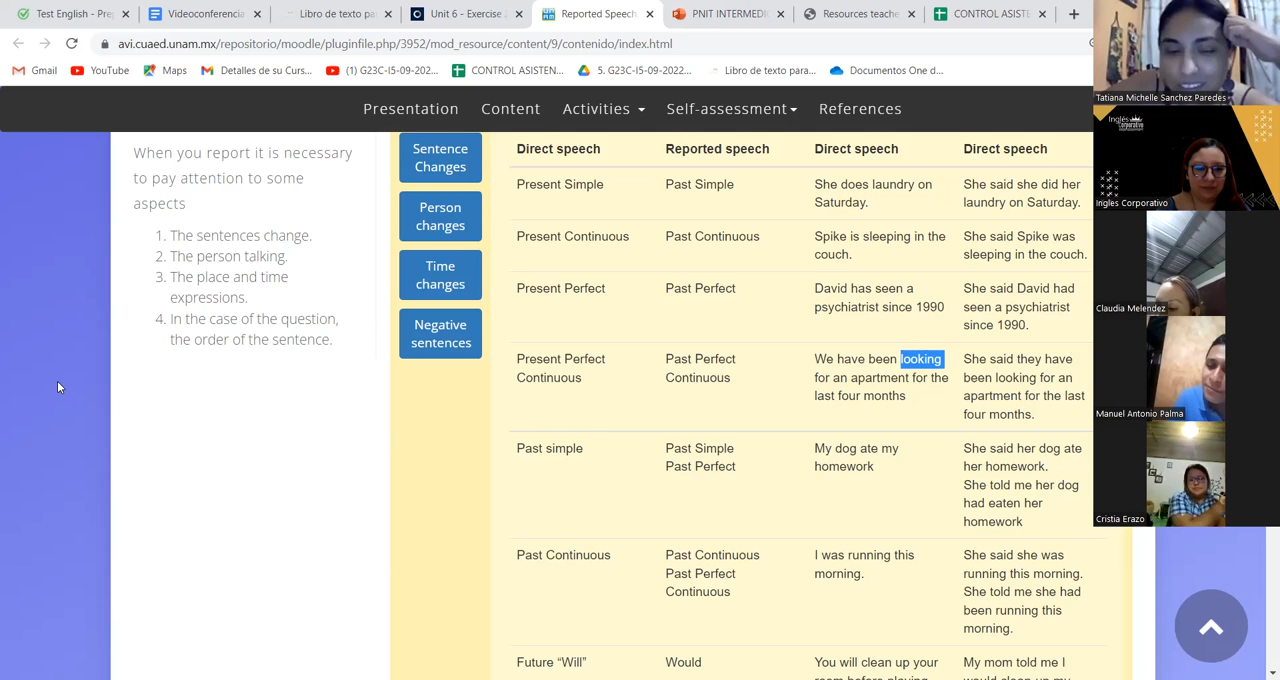 Test English - Prep
Videoconferencia
Libro de texto pa
Unit 6 - Exercise
Reported Speech
PNIT INTERMED
Resources teache
CONTROL ASIST
avi.cuaed.unam.mx/repositorio/moodle/pluginfile.php/3952/mod_resource/content/9/contenido/index.html
Gmail
YouTube
Maps
Detalles de su Curs...
(1) G23C-I5-09-202...
CONTROL ASISTEN...
5. G23C-I5-09-2022...
Libro de texto para...
Documentos One d...
Presentation
Content
Activities
Self-assessment
References
When you report it is necessary
to pay attention to some
aspects
1. The sentences change.
2. The person talking.
3. The place and time
expressions.
4. In the case of the question,
the order of the sentence.
Sentence
Changes
Person
changes
Time
changes
Negative
sentences
Direct speech
Reported speech
Direct speech
Direct speech
Present Simple
Past Simple
She does laundry on
Saturday.
She said she did her
laundry on Saturday.
Present Continuous
Past Continuous
Spike is sleeping in the
couch.
She said Spike was
sleeping in the couch.
Present Perfect
Past Perfect
David has seen a
psychiatrist since 1990
She said David had
seen a psychiatrist
since 1990.
Present Perfect
Continuous
Past Perfect
Continuous
We have been looking
for an apartment for the
last four months
She said they have
been looking for an
apartment for the last
four months.
Past simple
Past Simple
Past Perfect
My dog ate my
homework
She said her dog ate
her homework.
She told me her dog
had eaten her
homework
Past Continuous
Past Continuous
Past Perfect
Continuous
I was running this
morning.
She said she was
running this morning.
She told me she had
been running this
morning.
Future “Will”
Would
You will clean up your
room before playing
My mom told me I
would clean up my
Tatiana Michelle Sanchez Paredes
Inglés
Corporativo
Ingles Corporativo
Claudia Melendez
Manuel Antonio Palma
Cristia Erazo